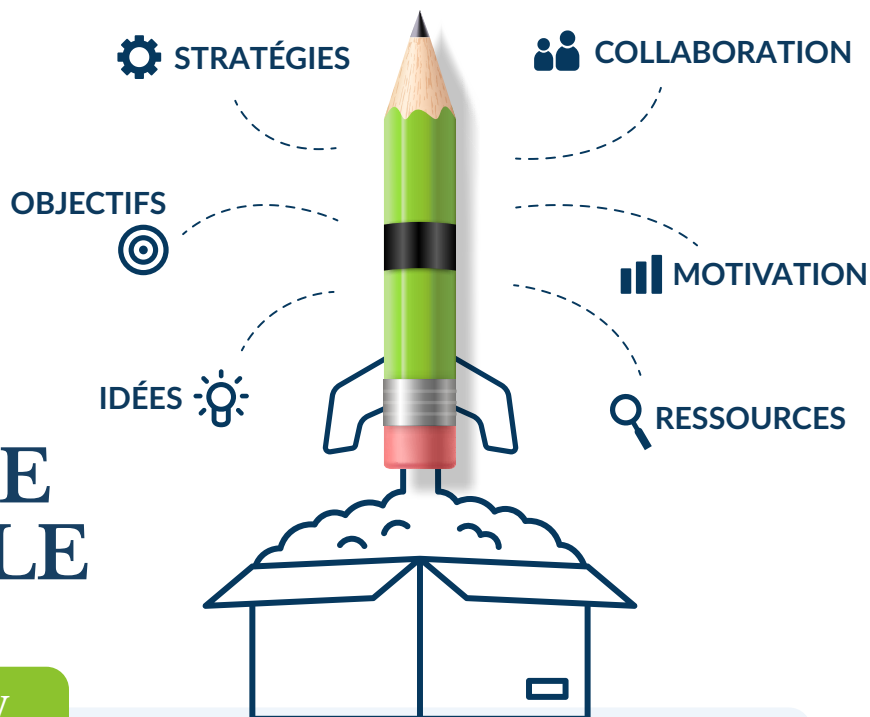 STRATÉGIES
COLLABORATION
OBJECTIFS
MOTIVATION
IDÉES
RESSOURCES
E
LE